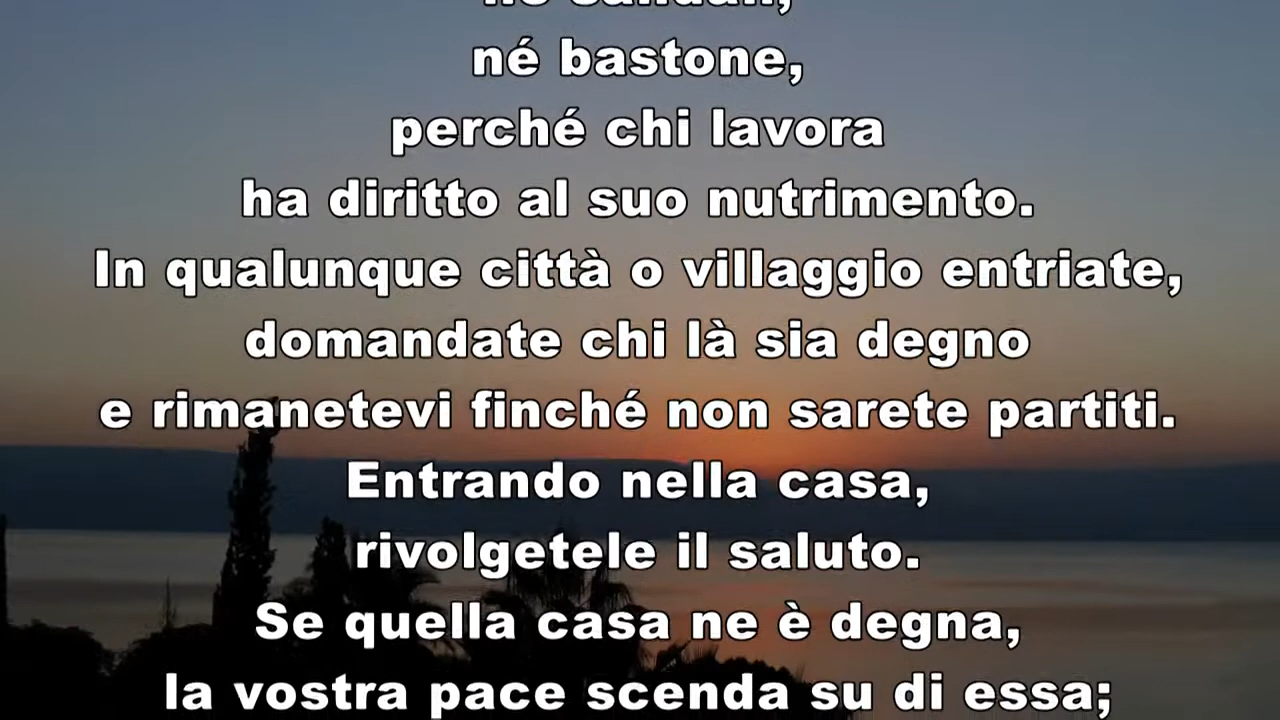 né sandali,
né bastone,
perché chi lavora
ha diritto al suo nutrimento.
In qualunque città o villaggio entriate,
domandate chi là sia degno
e rimanetevi finché non sarete partiti.
Entrando nella casa,
rivolgetele il saluto.
Se quella casa ne è degna,
la vostra pace scenda su di essa;